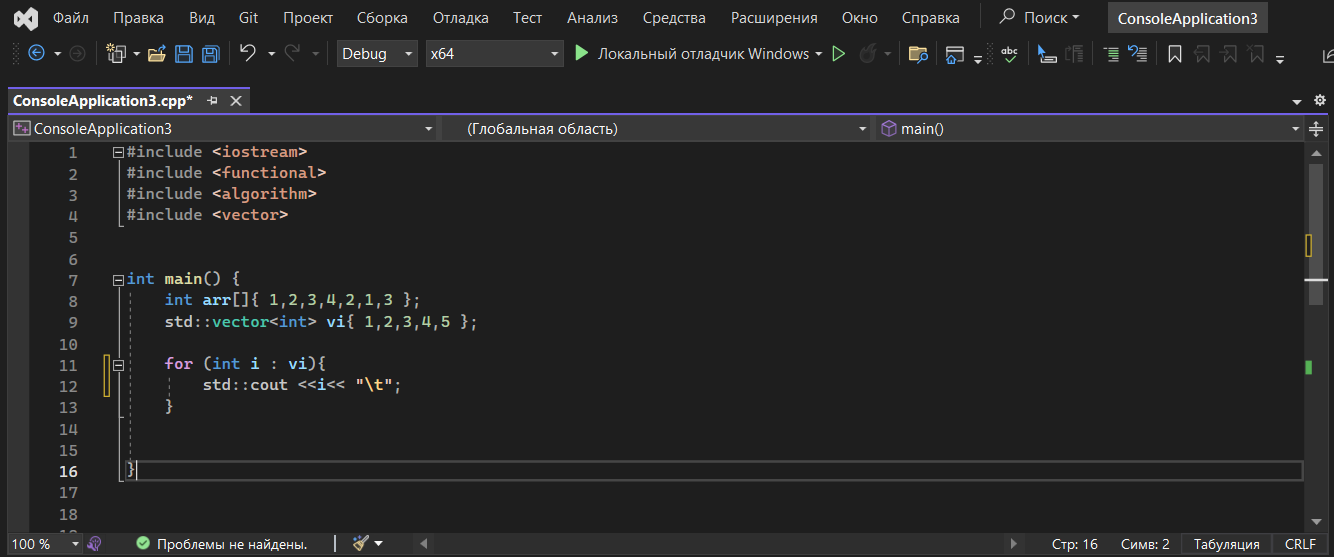 Файл Правка Вид Git Проект Сборка Отладка Тест Анализ Средства Расширения Окно Справка Поиск ConsoleApplication3
Debug x64 Локальный отладчик Windows abc
ConsoleApplication3.cpp*
ConsoleApplication3 (Глобальная область) main()
1 #include <iostream>
2 #include <functional>
3 #include <algorithm>
4 #include <vector>
5
6
7 int main() {
8 int arr[]{ 1,2,3,4,2,1,3 };
9 std::vector<int> vi{ 1,2,3,4,5 };
10
11 for (int i : vi){
12 std::cout <<i<< "\t";
13 }
14
15
16 }
17
18
100 % Проблемы не найдены. Стр: 16 Симв: 2 Табуляция CRLF